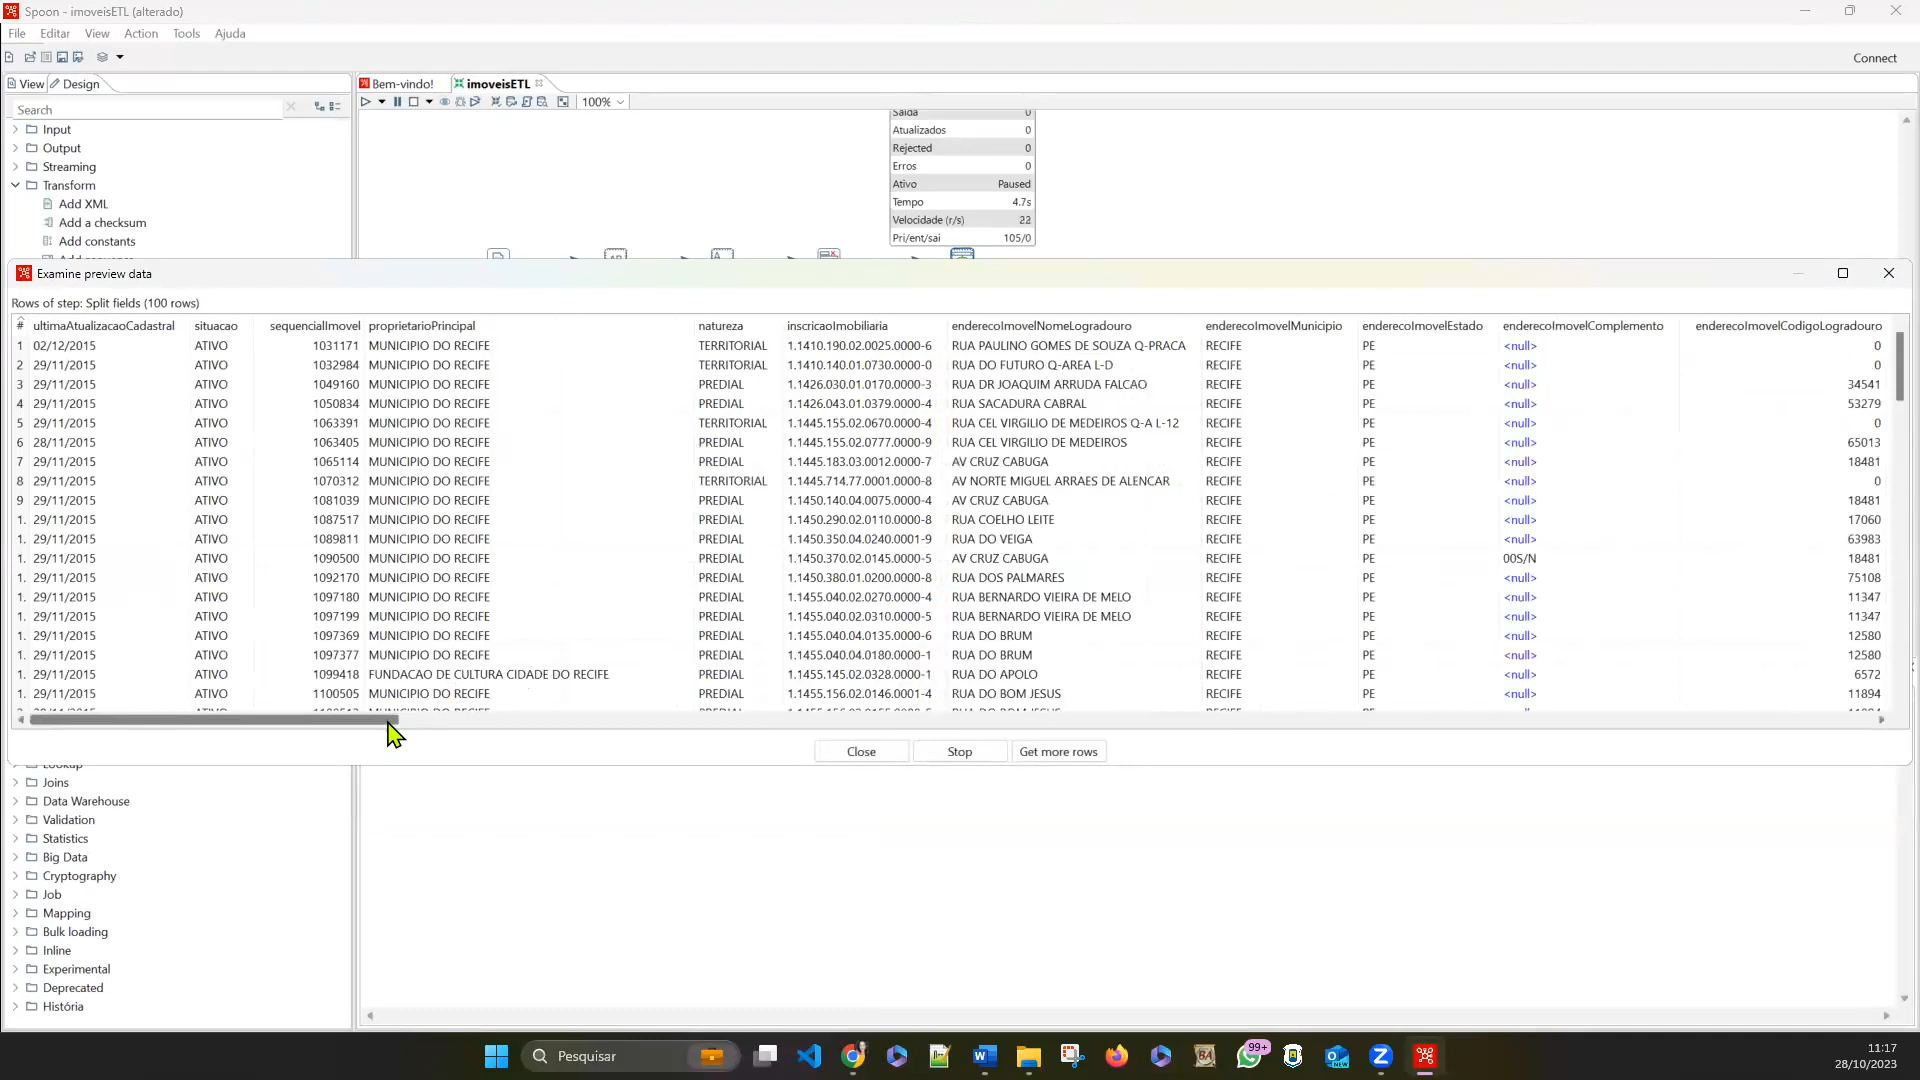 Spoon - imoveisETL (alterado)
File Editar View Action Tools Ajuda
Connect
View Design Bem-vindo! imoveisETL
Search
100%
Input
Output
Streaming
Transform
Add XML
Add a checksum
Add constants
Saída 0
Atualizados 0
Rejected 0
Erros 0
Ativo Paused
Tempo 4.7s
Velocidade (r/s) 22
Pri/ent/sai 105/0
Examine preview data
Rows of step: Split fields (100 rows)
# ultimaAtualizacaoCadastral situacao sequencialImovel proprietarioPrincipal natureza inscricaoImobiliaria enderecoImovelNomeLogradouro enderecoImovelMunicipio enderecoImovelEstado enderecoImovelComplemento enderecoImovelCodigoLogradouro
1 02/12/2015 ATIVO 1031171 MUNICIPIO DO RECIFE TERRITORIAL 1.1410.190.02.0025.0000-6 RUA PAULINO GOMES DE SOUZA Q-PRACA RECIFE PE <null> 0
2 29/11/2015 ATIVO 1032984 MUNICIPIO DO RECIFE TERRITORIAL 1.1410.140.01.0730.0000-0 RUA DO FUTURO Q-AREA L-D RECIFE PE <null> 0
3 29/11/2015 ATIVO 1049160 MUNICIPIO DO RECIFE PREDIAL 1.1426.030.01.0170.0000-3 RUA DR JOAQUIM ARRUDA FALCAO RECIFE PE <null> 34541
4 29/11/2015 ATIVO 1050834 MUNICIPIO DO RECIFE PREDIAL 1.1426.043.01.0379.0000-4 RUA SACADURA CABRAL RECIFE PE <null> 53279
5 29/11/2015 ATIVO 1063391 MUNICIPIO DO RECIFE TERRITORIAL 1.1445.155.02.0670.0000-4 RUA CEL VIRGILIO DE MEDEIROS Q-A L-12 RECIFE PE <null> 0
6 28/11/2015 ATIVO 1063405 MUNICIPIO DO RECIFE PREDIAL 1.1445.155.02.0777.0000-9 RUA CEL VIRGILIO DE MEDEIROS RECIFE PE <null> 65013
7 29/11/2015 ATIVO 1065114 MUNICIPIO DO RECIFE PREDIAL 1.1445.183.03.0012.0000-7 AV CRUZ CABUGA RECIFE PE <null> 18481
8 29/11/2015 ATIVO 1070312 MUNICIPIO DO RECIFE TERRITORIAL 1.1445.714.77.0001.0000-8 AV NORTE MIGUEL ARRAES DE ALENCAR RECIFE PE <null> 0
9 29/11/2015 ATIVO 1081039 MUNICIPIO DO RECIFE PREDIAL 1.1450.140.04.0075.0000-4 AV CRUZ CABUGA RECIFE PE <null> 18481
1. 29/11/2015 ATIVO 1087517 MUNICIPIO DO RECIFE PREDIAL 1.1450.290.02.0110.0000-8 RUA COELHO LEITE RECIFE PE <null> 17060
1. 29/11/2015 ATIVO 1089811 MUNICIPIO DO RECIFE PREDIAL 1.1450.350.04.0240.0001-9 RUA DO VEIGA RECIFE PE <null> 63983
1. 29/11/2015 ATIVO 1090500 MUNICIPIO DO RECIFE PREDIAL 1.1450.370.02.0145.0000-5 AV CRUZ CABUGA RECIFE PE 00S/N 18481
1. 29/11/2015 ATIVO 1092170 MUNICIPIO DO RECIFE PREDIAL 1.1450.380.01.0200.0000-8 RUA DOS PALMARES RECIFE PE <null> 75108
1. 29/11/2015 ATIVO 1097180 MUNICIPIO DO RECIFE PREDIAL 1.1455.040.02.0270.0000-4 RUA BERNARDO VIEIRA DE MELO RECIFE PE <null> 11347
1. 29/11/2015 ATIVO 1097199 MUNICIPIO DO RECIFE PREDIAL 1.1455.040.02.0310.0000-5 RUA BERNARDO VIEIRA DE MELO RECIFE PE <null> 11347
1. 29/11/2015 ATIVO 1097369 MUNICIPIO DO RECIFE PREDIAL 1.1455.040.04.0135.0000-6 RUA DO BRUM RECIFE PE <null> 12580
1. 29/11/2015 ATIVO 1097377 MUNICIPIO DO RECIFE PREDIAL 1.1455.040.04.0180.0000-1 RUA DO BRUM RECIFE PE <null> 12580
1. 29/11/2015 ATIVO 1099418 FUNDACAO DE CULTURA CIDADE DO RECIFE PREDIAL 1.1455.145.02.0328.0000-1 RUA DO APOLO RECIFE PE <null> 6572
1. 29/11/2015 ATIVO 1100505 MUNICIPIO DO RECIFE PREDIAL 1.1455.156.02.0146.0001-4 RUA DO BOM JESUS RECIFE PE <null> 11894
Close Stop Get more rows
Lookup
Joins
Data Warehouse
Validation
Statistics
Big Data
Cryptography
Job
Mapping
Bulk loading
Inline
Experimental
Deprecated
História
Pesquisar
99+
11:17
28/10/2023